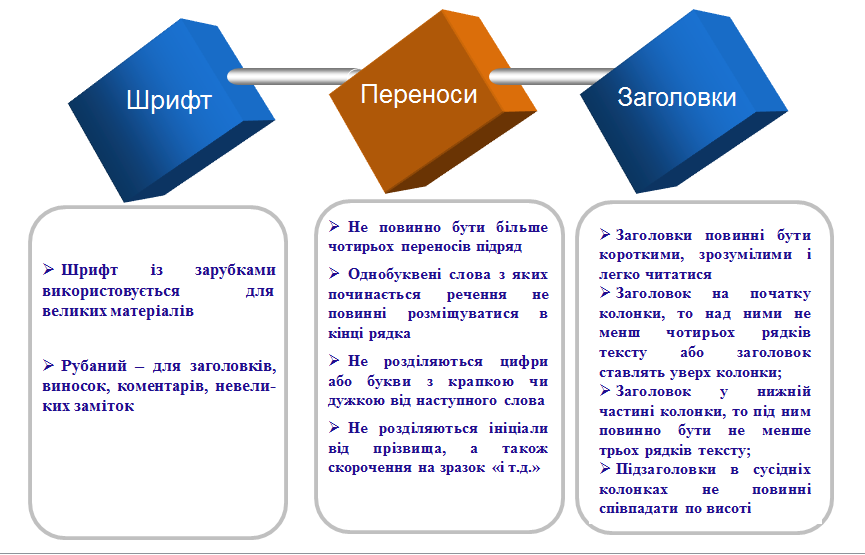 Шрифт
Переноси
Заголовки
➢ Шрифт із зарубками
використовується для
великих матеріалів
➢ Рубаний – для заголовків,
виносок, коментарів, невели-
ких заміток
➢ Не повинно бути більше
чотирьох переносів підряд
➢ Однобуквені слова з яких
починається речення не
повинні розміщуватися в
кінці рядка
➢ Не розділяються цифри
або букви з крапкою чи
дужкою від наступного слова
➢ Не розділяються ініціали
від прізвища, а також
скорочення на зразок «і т.д.»
➢ Заголовки повинні бути
короткими, зрозумілими і
легко читатися
➢ Заголовок на початку
колонки, то над ними не
менш чотирьох рядків
тексту або заголовок
ставлять уверх колонки;
➢ Заголовок у нижній
частині колонки, то під ним
повинно бути не менше
трьох рядків тексту;
➢ Підзаголовки в сусідніх
колонках не повинні
співпадати по висоті